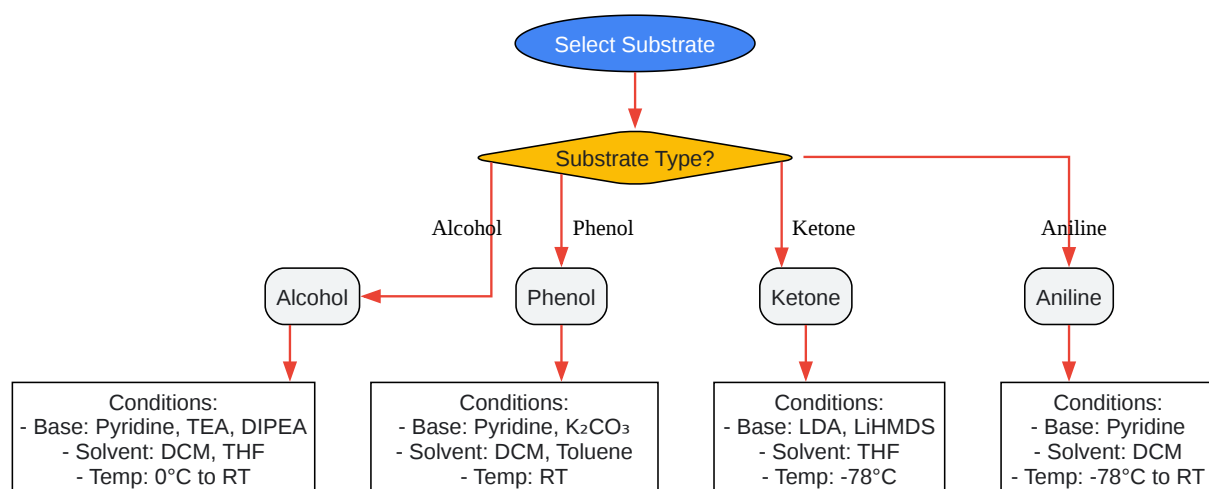 Select Substrate
Substrate Type?
Alcohol
Phenol
Ketone
Aniline
Alcohol
Phenol
Ketone
Aniline
Conditions:
- Base: Pyridine, TEA, DIPEA
- Solvent: DCM, THF
- Temp: 0°C to RT
Conditions:
- Base: Pyridine, K₂CO₃
- Solvent: DCM, Toluene
- Temp: RT
Conditions:
- Base: LDA, LiHMDS
- Solvent: THF
- Temp: -78°C
Conditions:
- Base: Pyridine
- Solvent: DCM
- Temp: -78°C to RT